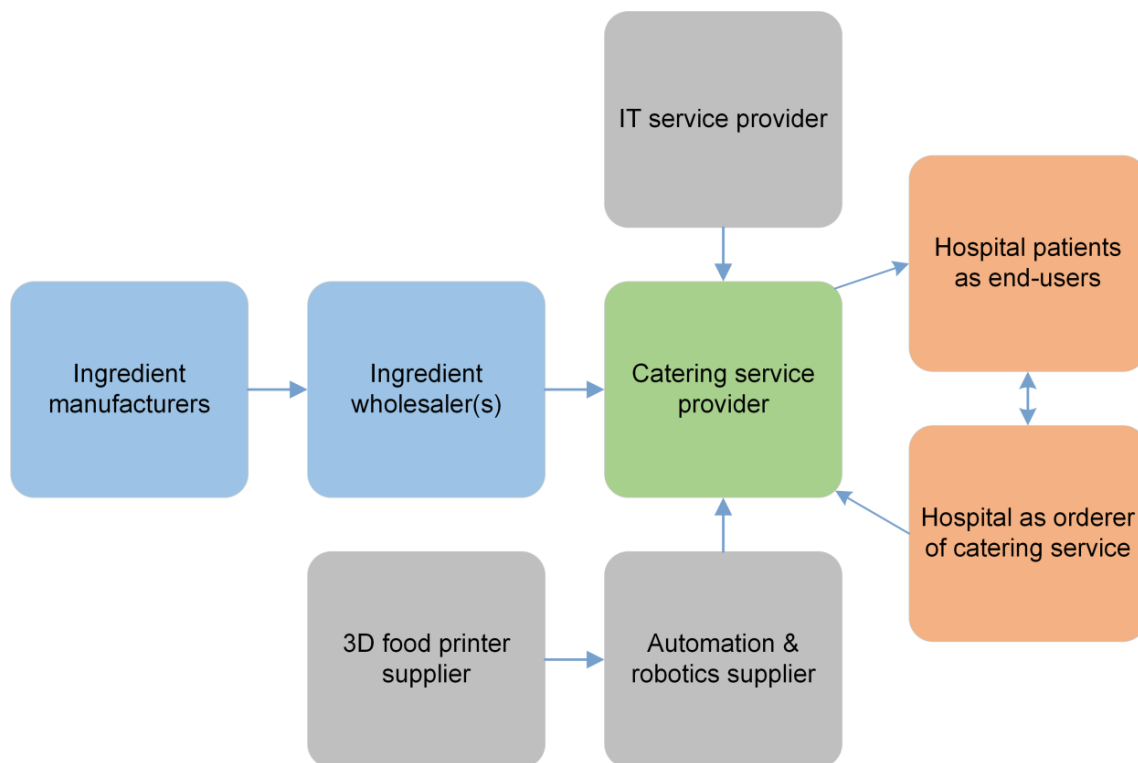 IT service provider
Hospital patients
as end-users
Ingredient
manufacturers
Ingredient
wholesaler(s)
Catering service
provider
Hospital as orderer
of catering service
3D food printer
supplier
Automation &
robotics supplier